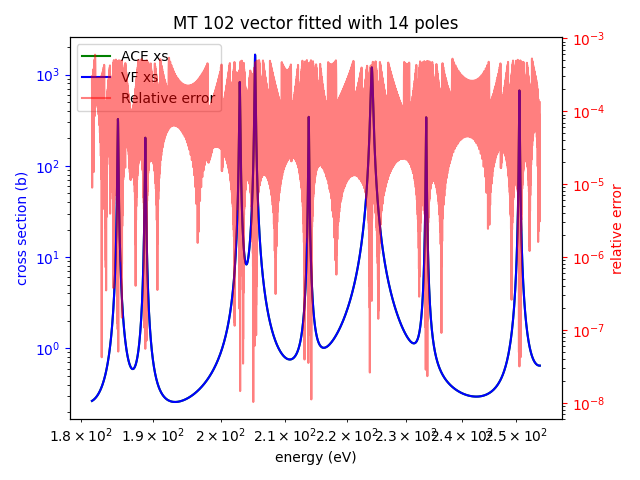 MT 102 vector fitted with 14 poles
ACE xs
VF xs
Relative error
cross section (b)
10³
10²
10¹
10⁰
10⁻³
10⁻⁴
10⁻⁵
10⁻⁶
10⁻⁷
10⁻⁸
relative error
1.8 × 10² 1.9 × 10² 2 × 10² 2.1 × 10² 2.2 × 10² 2.3 × 10² 2.4 × 10² 2.5 × 10²
energy (eV)